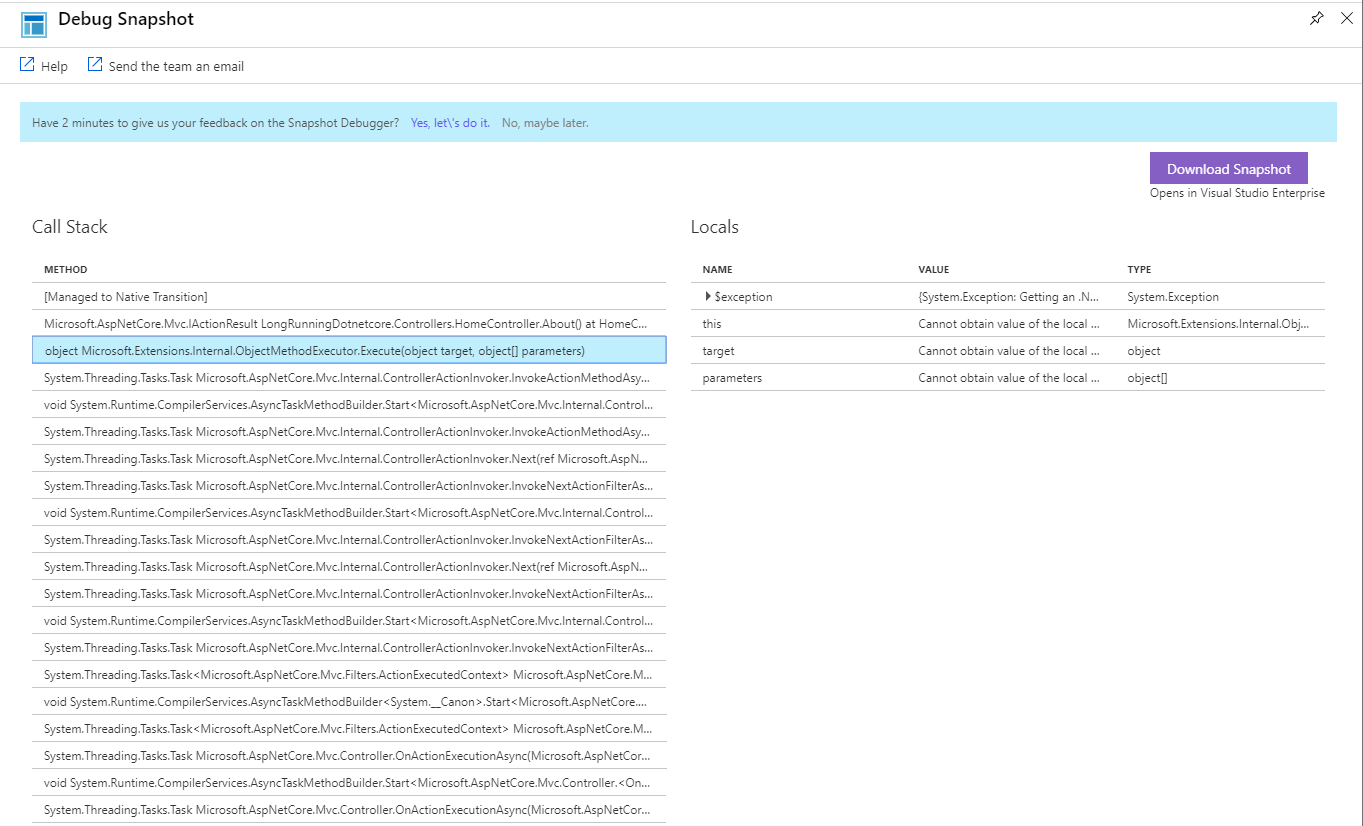 Debug Snapshot
Help Send the team an email
Have 2 minutes to give us your feedback on the Snapshot Debugger? Yes, let\'s do it. No, maybe later.
Download Snapshot
Opens in Visual Studio Enterprise
Call Stack
METHOD
[Managed to Native Transition]
Microsoft.AspNetCore.Mvc.IActionResult LongRunningDotnetcore.Controllers.HomeController.About() at HomeC...
object Microsoft.Extensions.Internal.ObjectMethodExecutor.Execute(object target, object[] parameters)
System.Threading.Tasks.Task Microsoft.AspNetCore.Mvc.Internal.ControllerActionInvoker.InvokeActionMethodAsy...
void System.Runtime.CompilerServices.AsyncTaskMethodBuilder.Start<Microsoft.AspNetCore.Mvc.Internal.Control...
System.Threading.Tasks.Task Microsoft.AspNetCore.Mvc.Internal.ControllerActionInvoker.InvokeActionMethodAsy...
System.Threading.Tasks.Task Microsoft.AspNetCore.Mvc.Internal.ControllerActionInvoker.Next(ref Microsoft.AspN...
System.Threading.Tasks.Task Microsoft.AspNetCore.Mvc.Internal.ControllerActionInvoker.InvokeNextActionFilterAs...
void System.Runtime.CompilerServices.AsyncTaskMethodBuilder.Start<Microsoft.AspNetCore.Mvc.Internal.Control...
System.Threading.Tasks.Task Microsoft.AspNetCore.Mvc.Internal.ControllerActionInvoker.InvokeNextActionFilterAs...
System.Threading.Tasks.Task Microsoft.AspNetCore.Mvc.Internal.ControllerActionInvoker.Next(ref Microsoft.AspN...
System.Threading.Tasks.Task Microsoft.AspNetCore.Mvc.Internal.ControllerActionInvoker.InvokeNextActionFilterAs...
void System.Runtime.CompilerServices.AsyncTaskMethodBuilder.Start<Microsoft.AspNetCore.Mvc.Internal.Control...
System.Threading.Tasks.Task Microsoft.AspNetCore.Mvc.Internal.ControllerActionInvoker.InvokeNextActionFilterAs...
System.Threading.Tasks.Task<Microsoft.AspNetCore.Mvc.Filters.ActionExecutedContext> Microsoft.AspNetCore.M...
void System.Runtime.CompilerServices.AsyncTaskMethodBuilder<System.__Canon>.Start<Microsoft.AspNetCore....
System.Threading.Tasks.Task<Microsoft.AspNetCore.Mvc.Filters.ActionExecutedContext> Microsoft.AspNetCore.M...
System.Threading.Tasks.Task Microsoft.AspNetCore.Mvc.Controller.OnActionExecutionAsync(Microsoft.AspNetCor...
void System.Runtime.CompilerServices.AsyncTaskMethodBuilder.Start<Microsoft.AspNetCore.Mvc.Controller.<On...
System.Threading.Tasks.Task Microsoft.AspNetCore.Mvc.Controller.OnActionExecutionAsync(Microsoft.AspNetCor...
Locals
NAME VALUE TYPE
$exception {System.Exception: Getting an .N... System.Exception
this Cannot obtain value of the local ... Microsoft.Extensions.Internal.Obj...
target Cannot obtain value of the local ... object
parameters Cannot obtain value of the local ... object[]